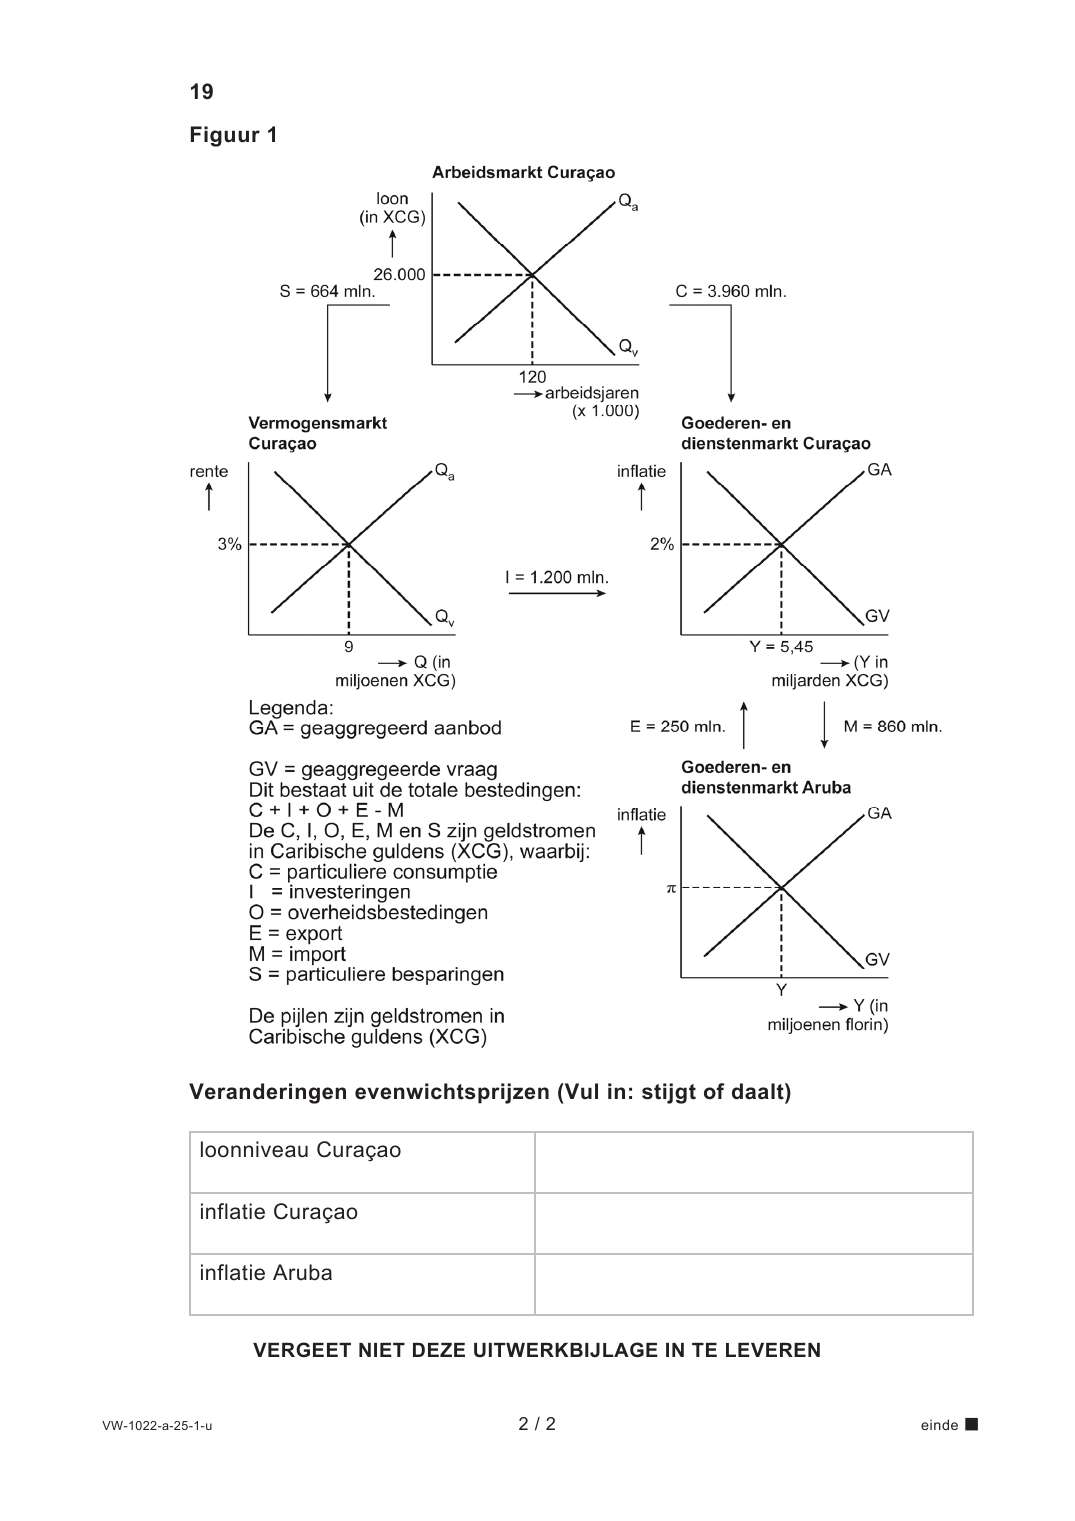 19
Figuur 1
Arbeidsmarkt Curaçao
loon
(in XCG)
Qa
26.000
S = 664 mln.
C = 3.960 mln.
Qv
120
arbeidsjaren
(x 1.000)
Vermogensmarkt
Curaçao
rente
Qa
3%
Qv
9
Q (in
miljoenen XCG)
I = 1.200 mln.
Goederen- en
dienstenmarkt Curaçao
inflatie
GA
2%
GV
Y = 5,45
(Y in
miljarden XCG)
E = 250 mln.
M = 860 mln.
Goederen- en
dienstenmarkt Aruba
inflatie
GA
π
GV
Y
Y (in
miljoenen florin)
Legenda:
GA = geaggregeerd aanbod
GV = geaggregeerde vraag
Dit bestaat uit de totale bestedingen:
C + I + O + E - M
De C, I, O, E, M en S zijn geldstromen
in Caribische guldens (XCG), waarbij:
C = particuliere consumptie
I = investeringen
O = overheidsbestedingen
E = export
M = import
S = particuliere besparingen
De pijlen zijn geldstromen in
Caribische guldens (XCG)
Veranderingen evenwichtsprijzen (Vul in: stijgt of daalt)
loonniveau Curaçao
inflatie Curaçao
inflatie Aruba
VERGEET NIET DEZE UITWERKBIJLAGE IN TE LEVEREN
VW-1022-a-25-1-u
2 / 2
einde